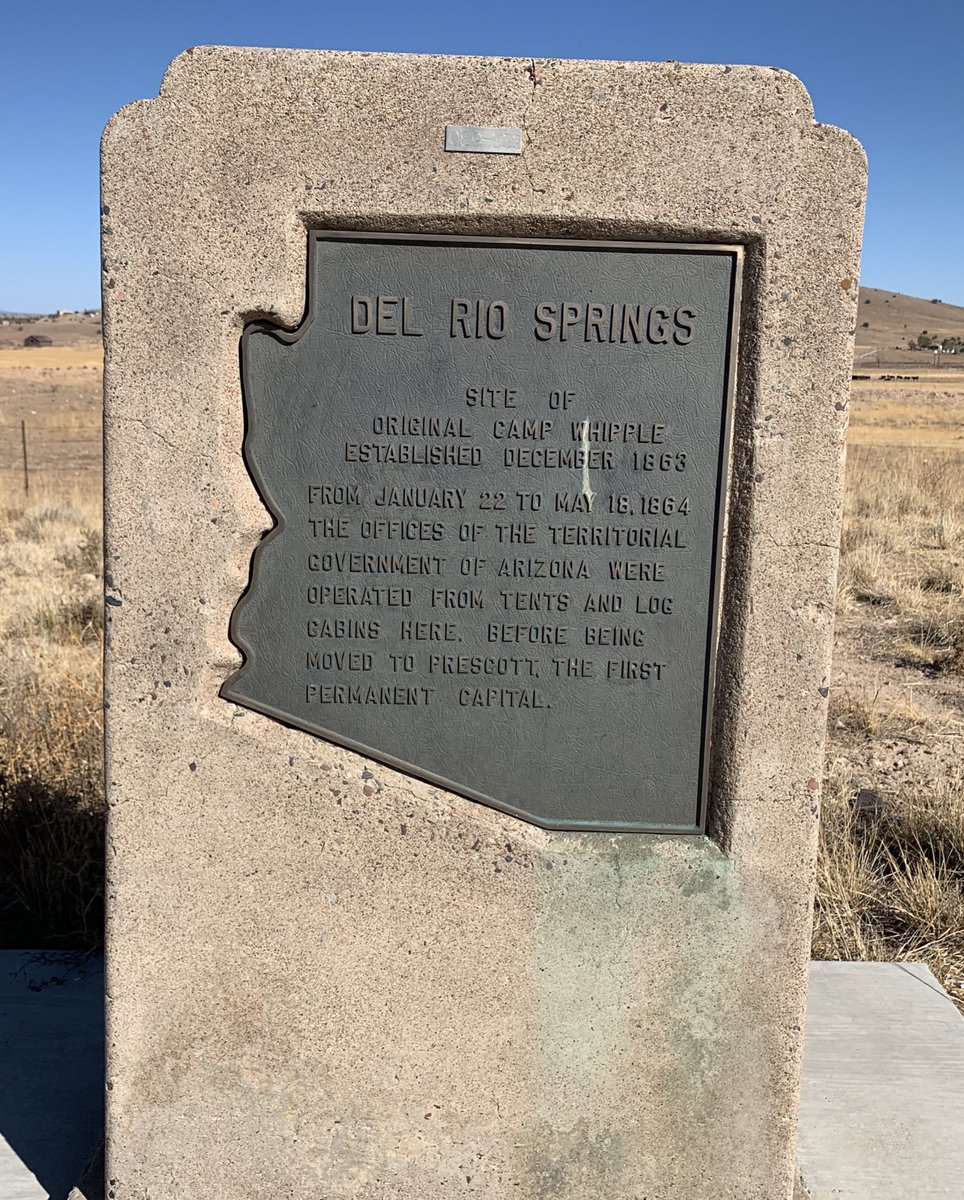 DEL RIO SPRINGS
SITE OF
ORIGINAL CAMP WHIPPLE
ESTABLISHED DECEMBER 1863
FROM JANUARY 22 TO MAY 18, 1864
THE OFFICES OF THE TERRITORIAL
GOVERNMENT OF ARIZONA WERE
OPERATED FROM TENTS AND LOG
CABINS HERE, BEFORE BEING
MOVED TO PRESCOTT, THE FIRST
PERMANENT CAPITAL.